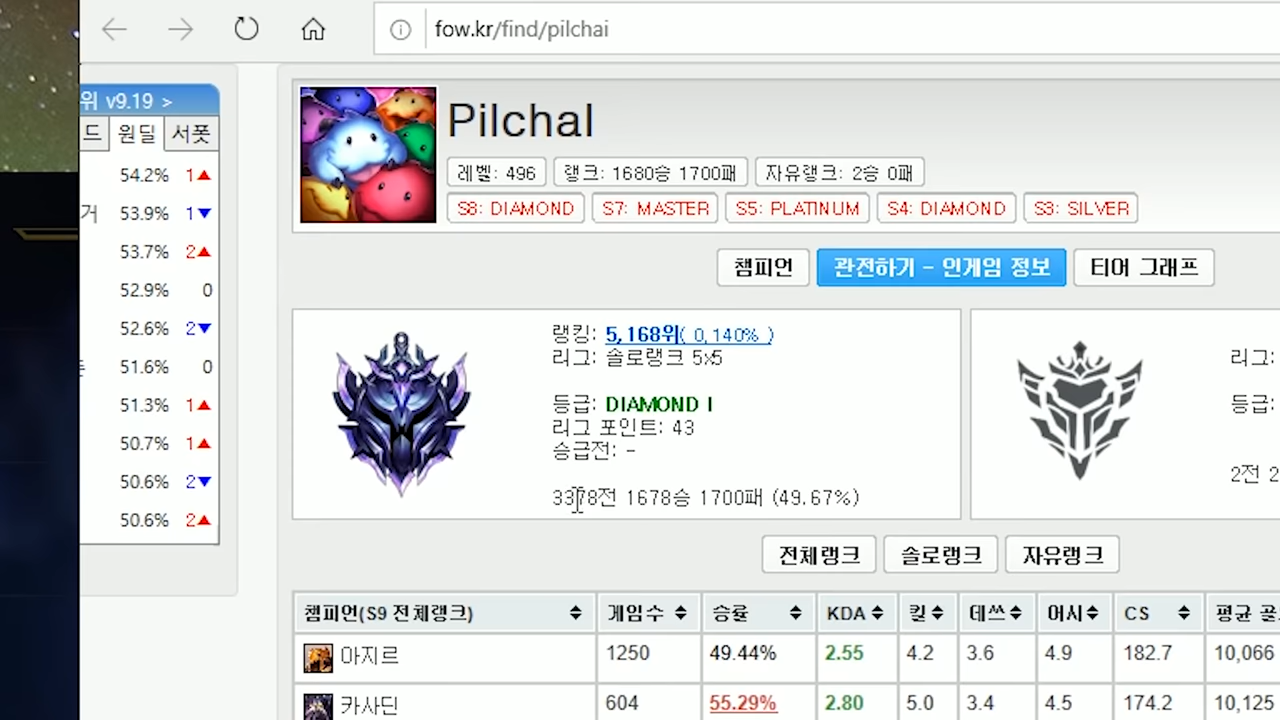 fow.kr/find/pilchai
위 v9.19 >
드 원딜 서폿
54.2% 1▲
거 53.9% 1▼
53.7% 2▲
52.9% 0
52.6% 2▼
51.6% 0
51.3% 1▲
50.7% 1▲
50.6% 2▼
50.6% 2▲
Pilchal
레벨: 496 랭크: 1680승 1700패 자유랭크: 2승 0패
S8: DIAMOND S7: MASTER S5: PLATINUM S4: DIAMOND S3: SILVER
챔피언 관전하기 - 인게임 정보 티어 그래프
랭킹: 5,168위( 0,140% )
리그: 솔로랭크 5x5
등급: DIAMOND I
리그 포인트: 43
승급전: -
3378전 1678승 1700패 (49.67%)
리그:
등급:
2전 2
전체랭크 솔로랭크 자유랭크
챔피언(S9 전체랭크) 게임수 승률 KDA 킬 데쓰 어시 CS 평균 골
아지르 1250 49.44% 2.55 4.2 3.6 4.9 182.7 10,066
카사딘 604 55.29% 2.80 5.0 3.4 4.5 174.2 10,125